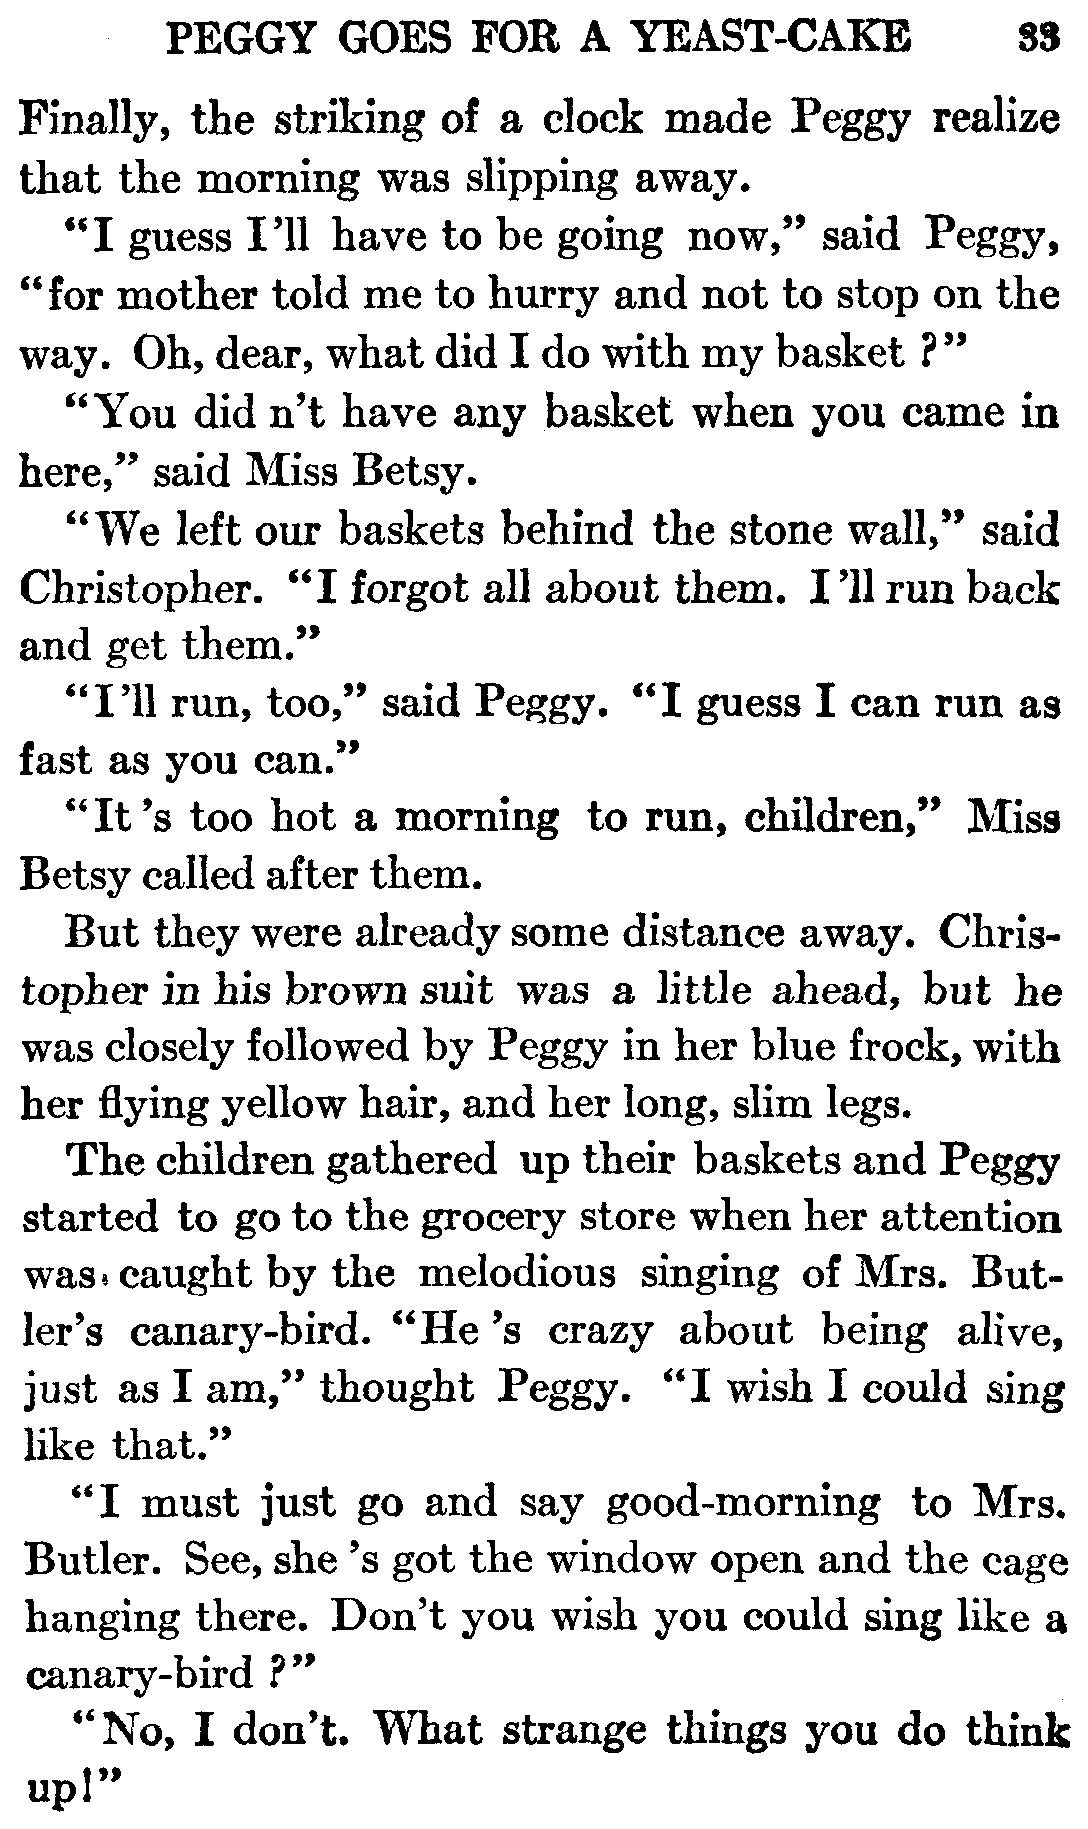 PEGGY GOES FOR A YEAST-CAKE 33
Finally, the striking of a clock made Peggy realize
that the morning was slipping away.
“I guess I’ll have to be going now,” said Peggy,
“for mother told me to hurry and not to stop on the
way. Oh, dear, what did I do with my basket ?”
“You did n’t have any basket when you came in
here,” said Miss Betsy.
“We left our baskets behind the stone wall,” said
Christopher. “I forgot all about them. I ’ll run back
and get them.”
“I ’ll run, too,” said Peggy. “I guess I can run as
fast as you can.”
“It ’s too hot a morning to run, children,” Miss
Betsy called after them.
But they were already some distance away. Chris-
topher in his brown suit was a little ahead, but he
was closely followed by Peggy in her blue frock, with
her flying yellow hair, and her long, slim legs.
The children gathered up their baskets and Peggy
started to go to the grocery store when her attention
was caught by the melodious singing of Mrs. But-
ler’s canary-bird. “He ’s crazy about being alive,
just as I am,” thought Peggy. “I wish I could sing
like that.”
“I must just go and say good-morning to Mrs.
Butler. See, she ’s got the window open and the cage
hanging there. Don’t you wish you could sing like a
canary-bird ?”
“No, I don’t. What strange things you do think
up!”